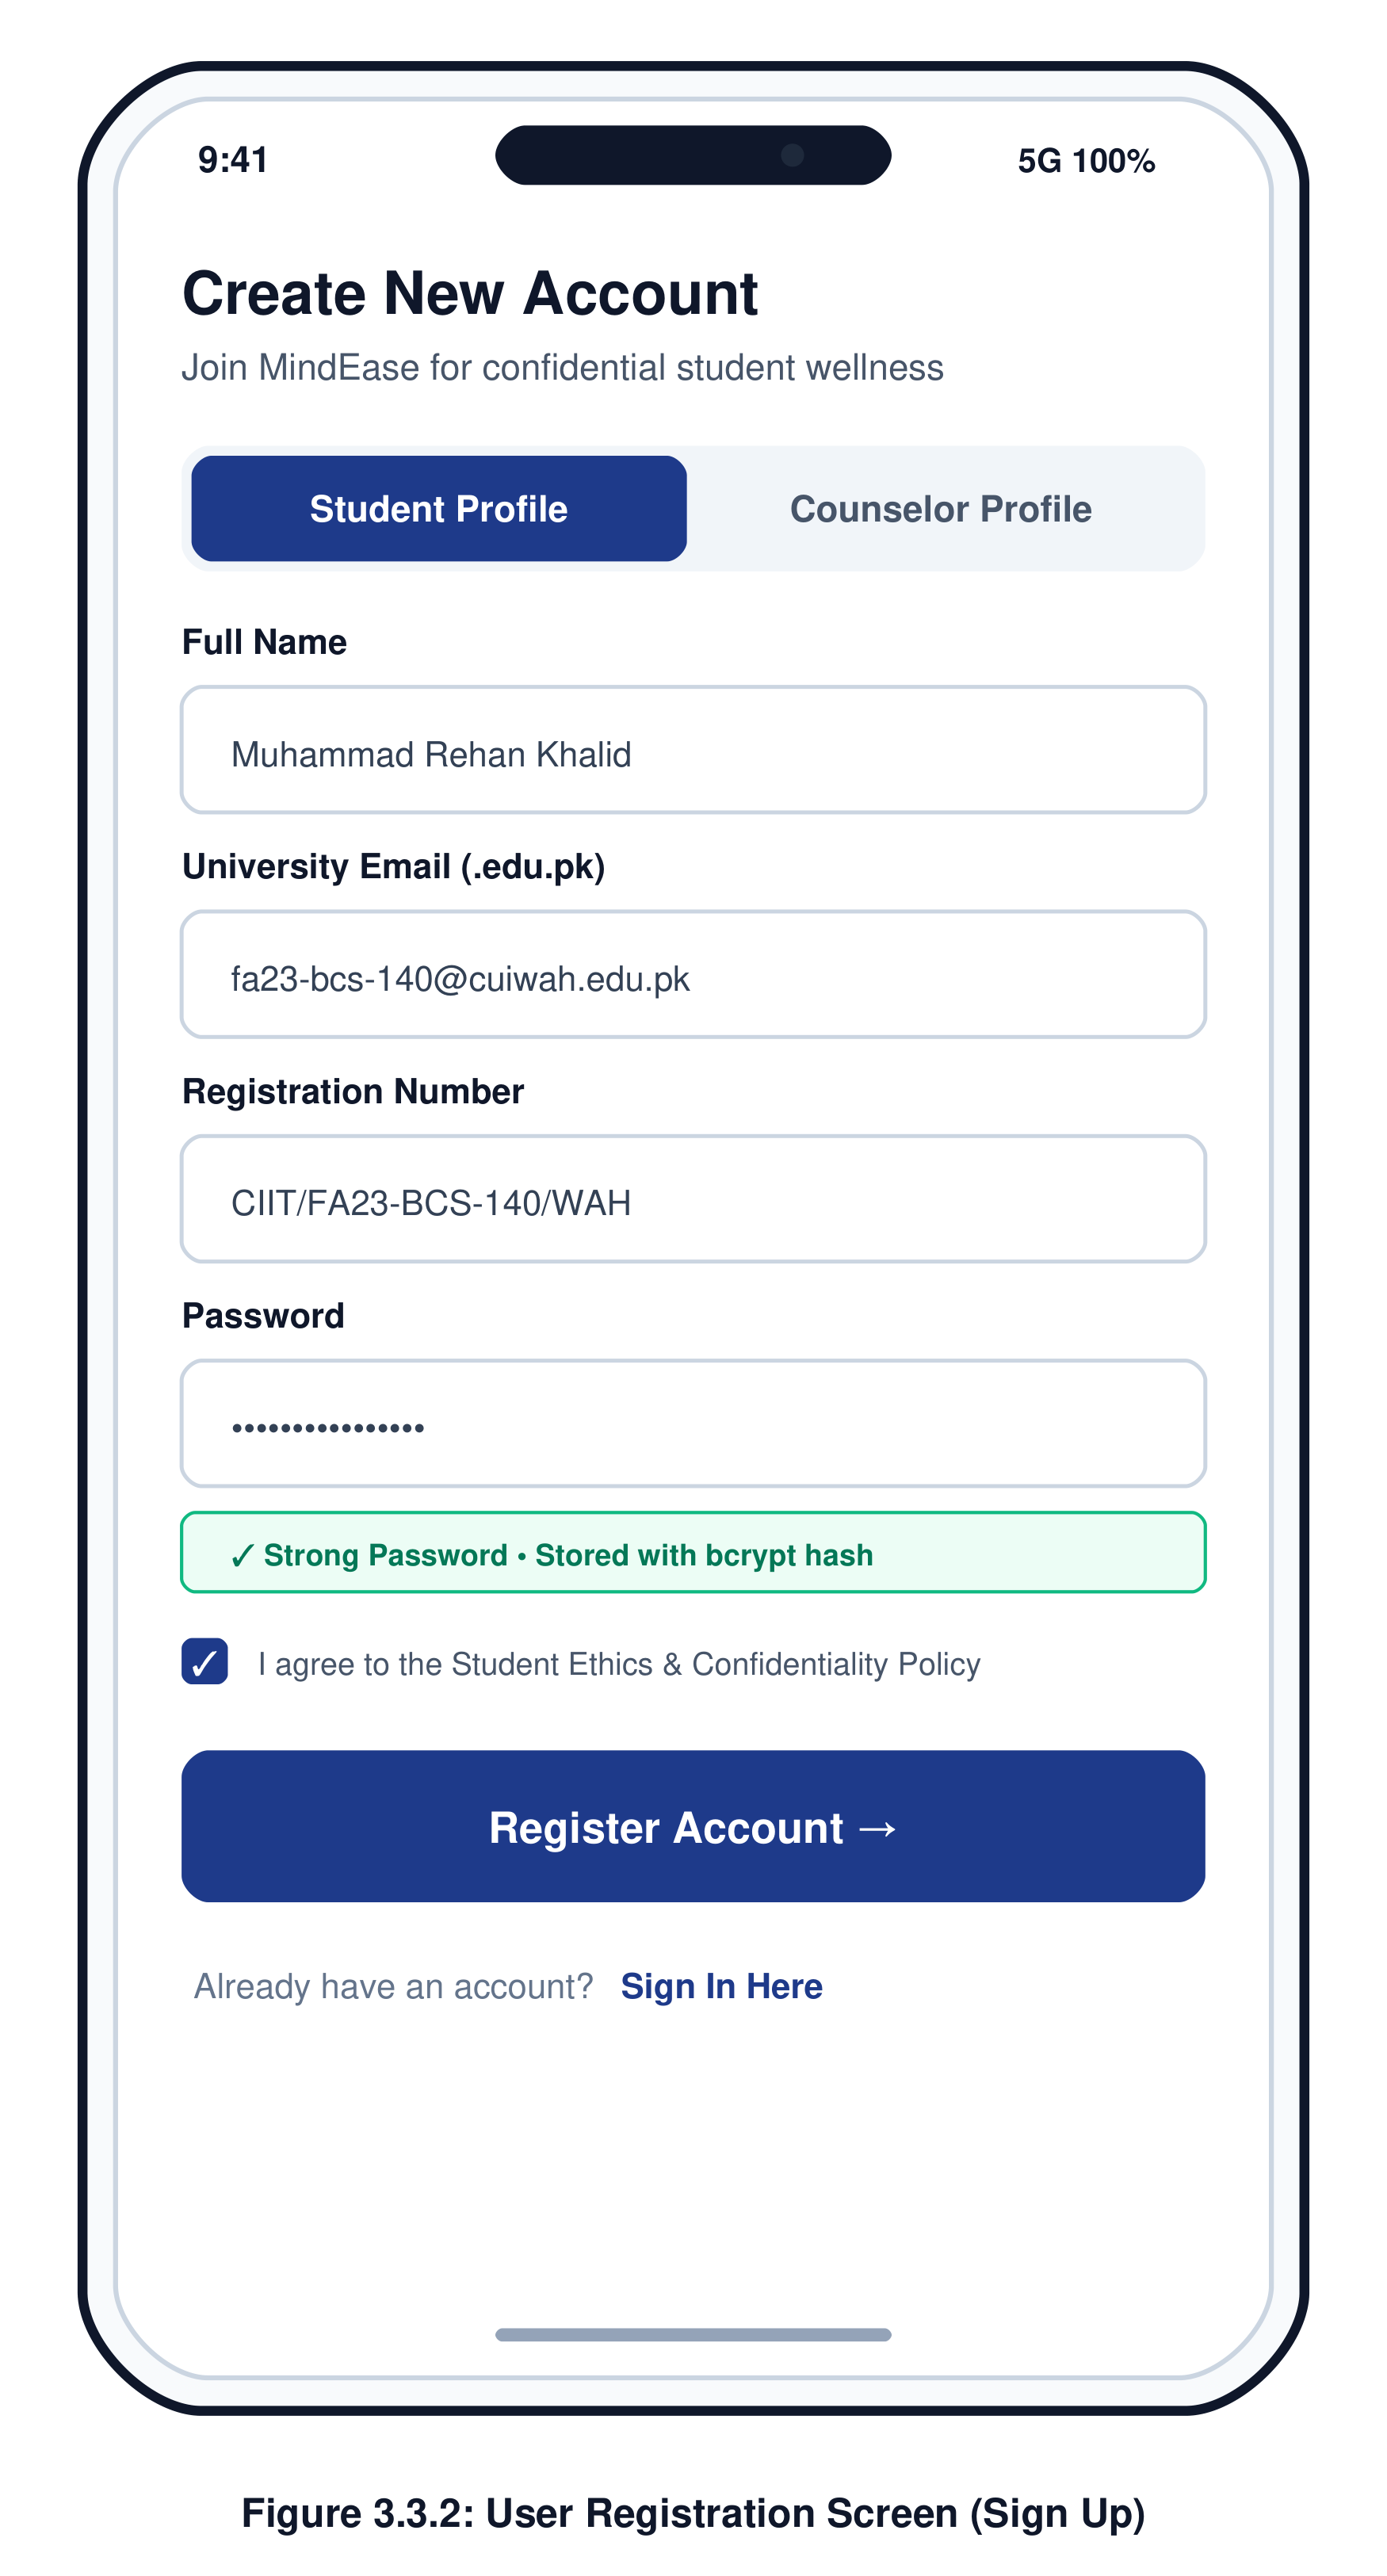 9:41
5G 100%
Create New Account
Join MindEase for confidential student wellness
Student Profile
Counselor Profile
Full Name
Muhammad Rehan Khalid
University Email (.edu.pk)
fa23-bcs-140@cuiwah.edu.pk
Registration Number
CIIT/FA23-BCS-140/WAH
Password
••••••••••••••••
✓ Strong Password • Stored with bcrypt hash
✓ I agree to the Student Ethics & Confidentiality Policy
Register Account →
Already have an account? Sign In Here
Figure 3.3.2: User Registration Screen (Sign Up)